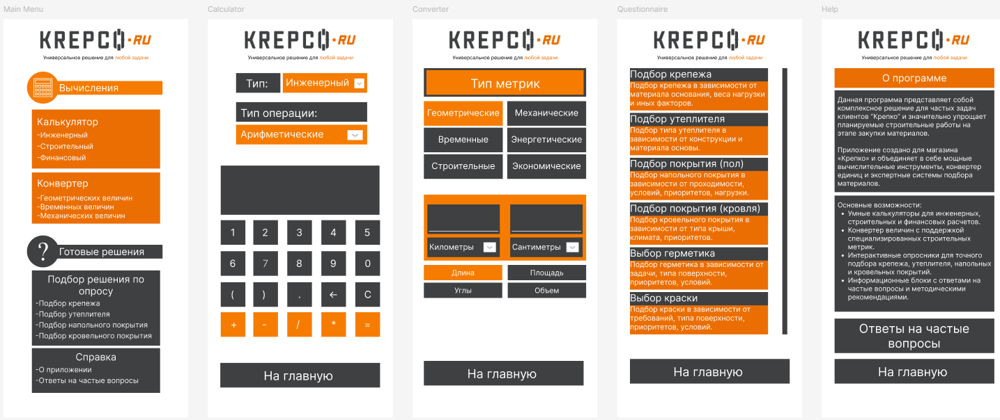 Main Menu
KREPCO·RU
Универсальное решение для любой задачи
Вычисления
Калькулятор
-Инженерный
-Строительный
-Финансовый
Конвертер
-Геометрических величин
-Временных величин
-Механических величин
?
Готовые решения
Подбор решения по
опросу
-Подбор крепежа
-Подбор утеплителя
-Подбор напольного покрытия
-Подбор кровельного покрытия
Справка
-О приложении
-Ответы на частые вопросы
Calculator
KREPCO·RU
Универсальное решение для любой задачи
Тип:
Инженерный
Тип операции:
Арифметические
1 2 3 4 5
6 7 8 9 0
( ) . ← C
+ - / * =
На главную
Converter
KREPCO·RU
Универсальное решение для любой задачи
Тип метрик
Геометрические Механические
Временные Энергетические
Строительные Экономические
Километры Сантиметры
Длина Площадь
Углы Объем
На главную
Questionnaire
KREPCO·RU
Универсальное решение для любой задачи
Подбор крепежа
Подбор крепежа в зависимости от
материала основания, веса нагрузки
и иных факторов.
Подбор утеплителя
Подбор типа утеплителя в
зависимости от конструкции и
материала основы.
Подбор покрытия (пол)
Подбор напольного покрытия в
зависимости от проходимости,
условий, приоритетов, нагрузки.
Подбор покрытия (кровля)
Подбор кровельного покрытия в
зависимости от типа крыши,
климата, приоритетов.
Выбор герметика
Подбор герметика в зависимости от
задачи, типа поверхности,
приоритетов, условий.
Выбор краски
Подбор краски в зависимости от
требований, типа поверхности,
приоритетов, условий.
На главную
Help
KREPCO·RU
Универсальное решение для любой задачи
О программе
Данная программа представляет собой
комплексное решение для частых задач
клиентов “Крепко” и значительно упрощает
планируемые строительные работы на
этапе закупки материалов.
Приложение создано для магазина
«Крепко» и объединяет в себе мощные
вычислительные инструменты, конвертер
единиц и экспертные системы подбора
материалов.
Основные возможности:
• Умные калькуляторы для инженерных,
строительных и финансовых расчетов.
• Конвертер величин с поддержкой
специализированных строительных
метрик.
• Интерактивные опросники для точного
подбора крепежа, утеплителя, напольных
и кровельных покрытий.
• Информационные блоки с ответами на
частые вопросы и методическими
рекомендациями.
Ответы на частые
вопросы
На главную